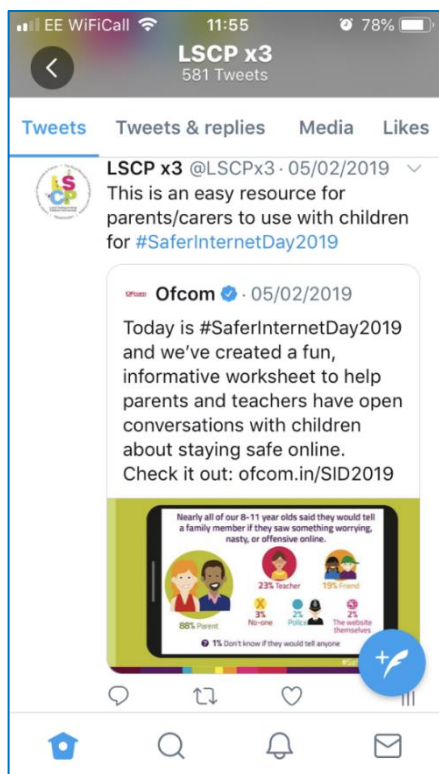 EE WiFiCall 11:55 78%
LSCP x3
581 Tweets
Tweets Tweets & replies Media Likes
LSCP x3 @LSCPx3 · 05/02/2019
LS
CP
This is an easy resource for
parents/carers to use with children
for #SaferInternetDay2019
Ofcom · 05/02/2019
Today is #SaferInternetDay2019
and we've created a fun,
informative worksheet to help
parents and teachers have open
conversations with children
about staying safe online.
Check it out: ofcom.in/SID2019
Nearly all of our 8-11 year olds said they would tell
a family member if they saw something worrying,
nasty, or offensive online.
88% Parent
23% Teacher
19% Friend
3%
No-one
2%
Police
2%
The website
themselves
1% Don't know if they would tell anyone